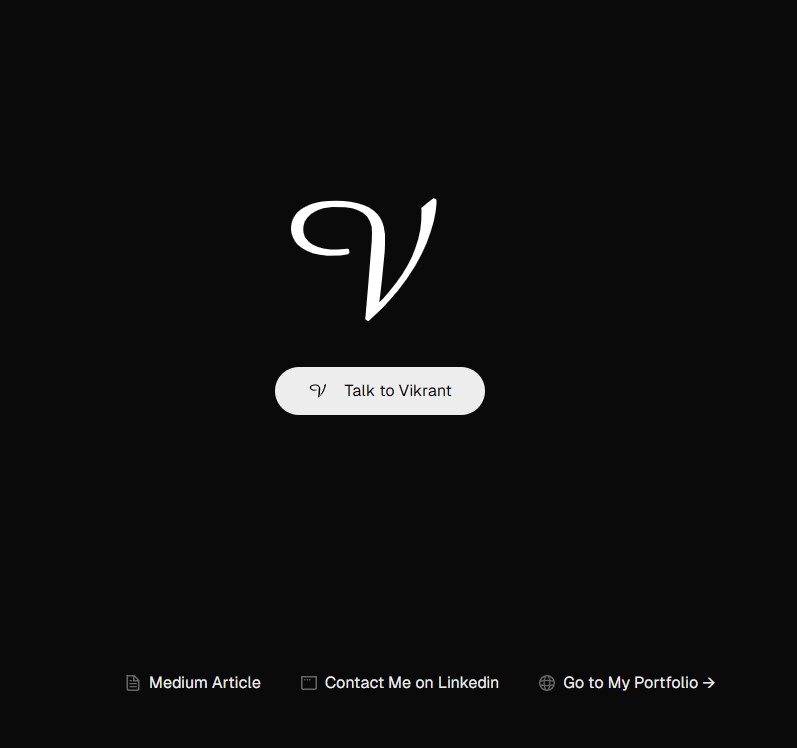 V
V Talk to Vikrant
Medium Article Contact Me on Linkedin Go to My Portfolio →